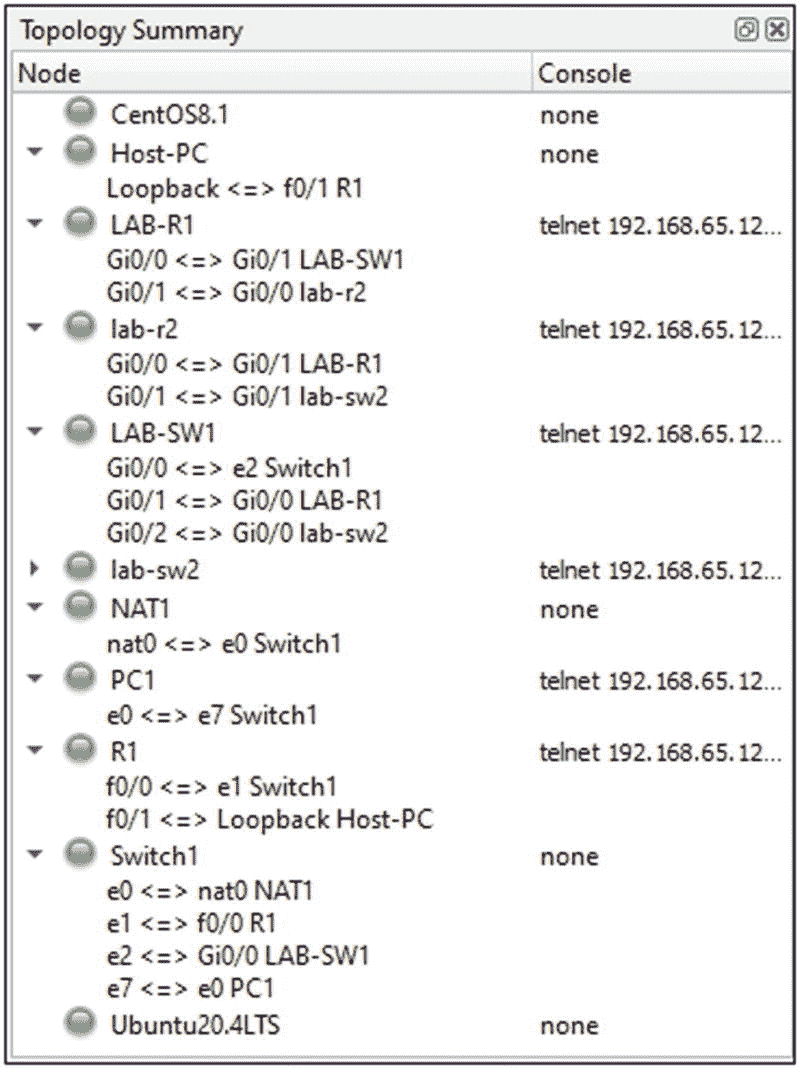 Topology Summary
Node Console
CentOS8.1 none
Host-PC none
Loopback <=> f0/1 R1
LAB-R1 telnet 192.168.65.12...
Gi0/0 <=> Gi0/1 LAB-SW1
Gi0/1 <=> Gi0/0 lab-r2
lab-r2 telnet 192.168.65.12...
Gi0/0 <=> Gi0/1 LAB-R1
Gi0/1 <=> Gi0/1 lab-sw2
LAB-SW1 telnet 192.168.65.12...
Gi0/0 <=> e2 Switch1
Gi0/1 <=> Gi0/0 LAB-R1
Gi0/2 <=> Gi0/0 lab-sw2
lab-sw2 telnet 192.168.65.12...
NAT1 none
nat0 <=> e0 Switch1
PC1 telnet 192.168.65.12...
e0 <=> e7 Switch1
R1 telnet 192.168.65.12...
f0/0 <=> e1 Switch1
f0/1 <=> Loopback Host-PC
Switch1 none
e0 <=> nat0 NAT1
e1 <=> f0/0 R1
e2 <=> Gi0/0 LAB-SW1
e7 <=> e0 PC1
Ubuntu20.4LTS none